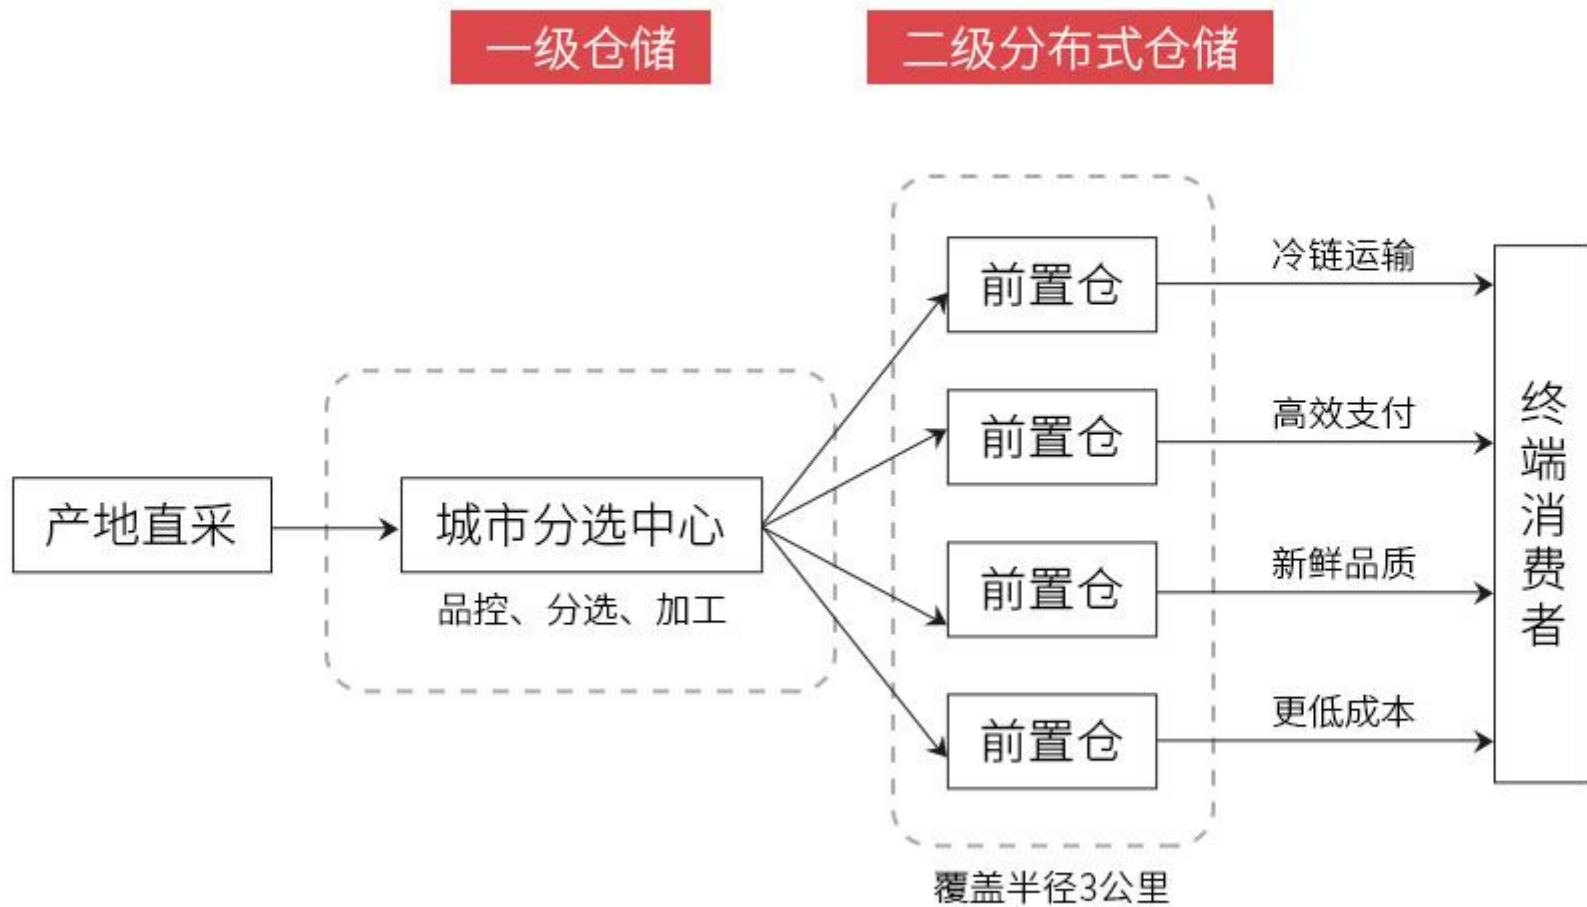 一级仓储
二级分布式仓储
产地直采
城市分选中心
品控、分选、加工
前置仓
前置仓
前置仓
前置仓
覆盖半径3公里
冷链运输
高效支付
新鲜品质
更低成本
终端消费者